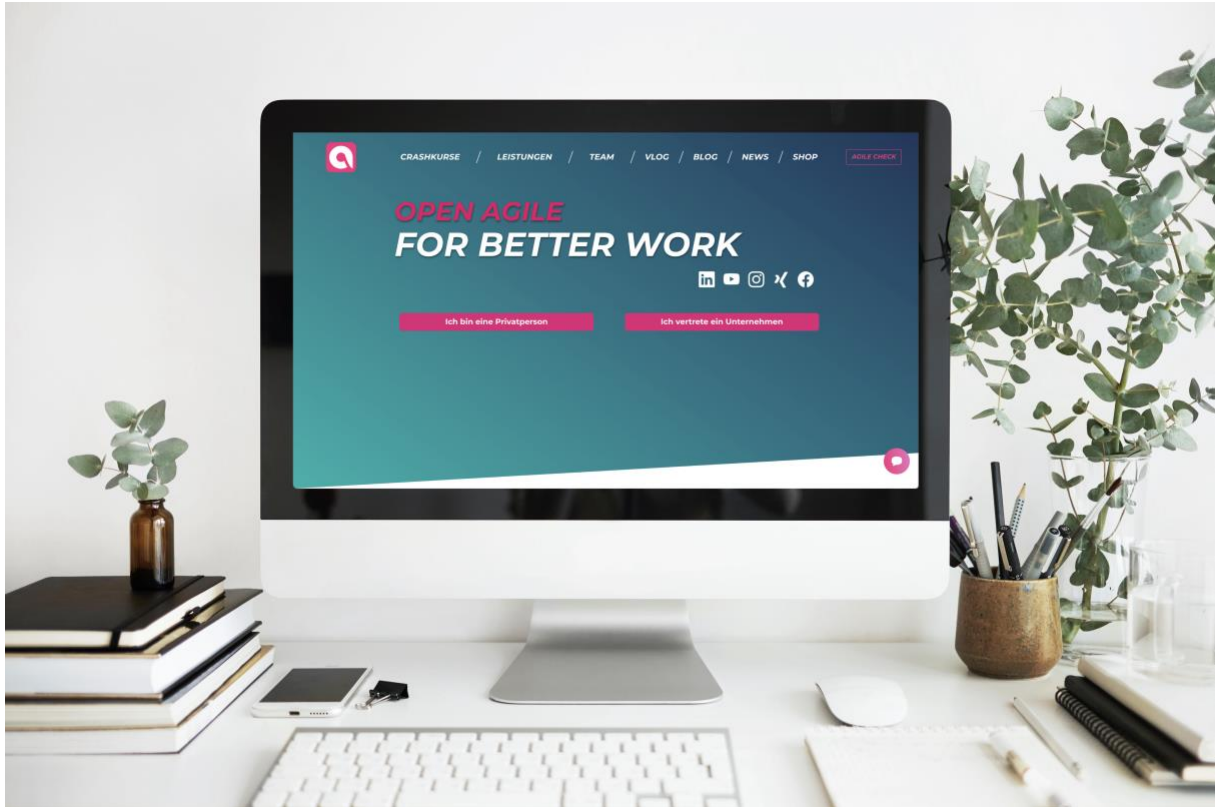 CRASHKURSE / LEISTUNGEN / TEAM / VLOG / BLOG / NEWS / SHOP AGILE CHECK
OPEN AGILE
FOR BETTER WORK
Ich bin eine Privatperson Ich vertrete ein Unternehmen